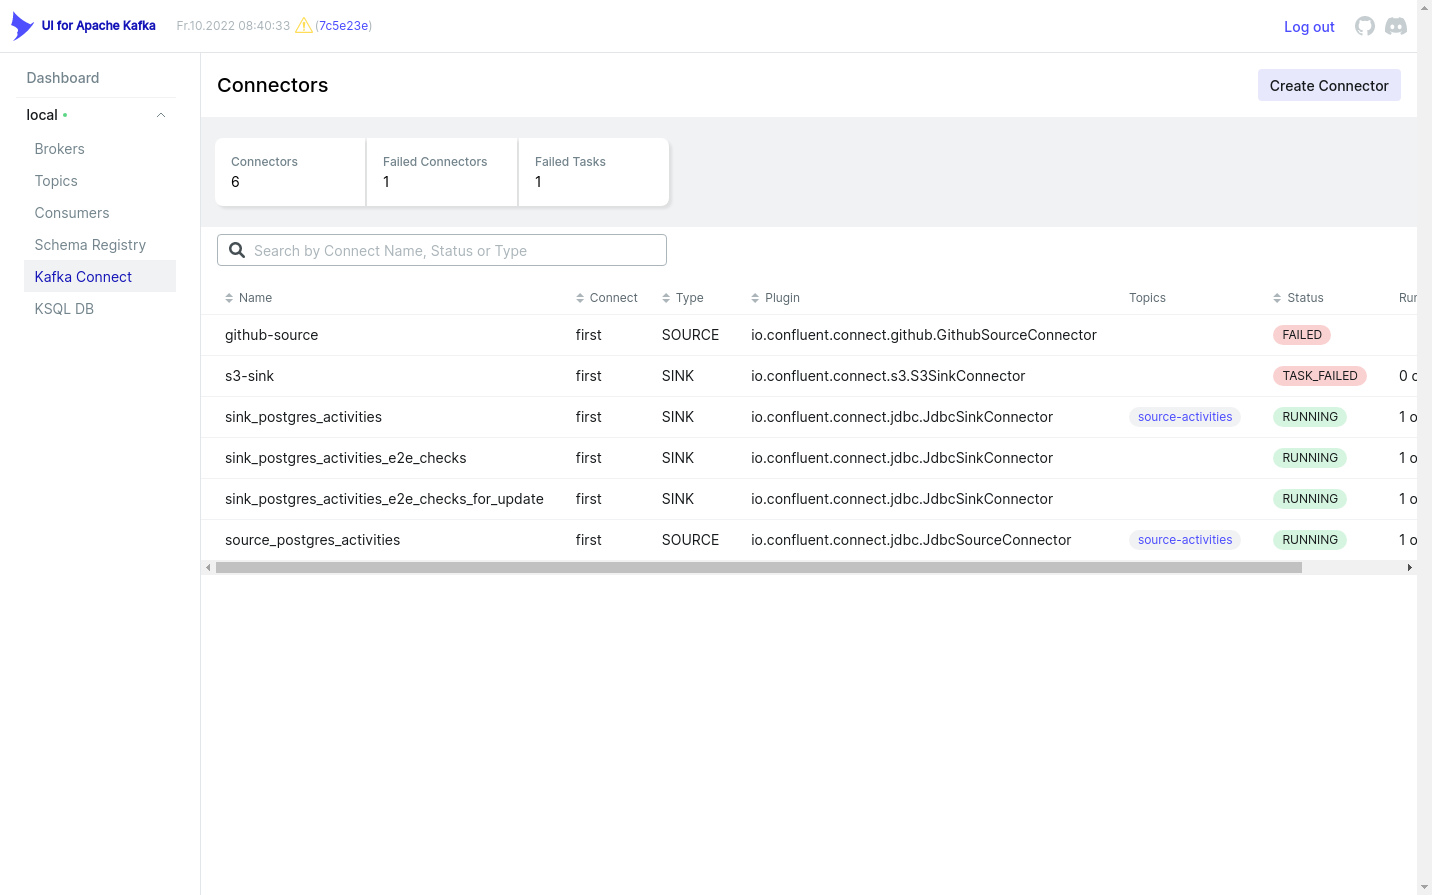 UI for Apache Kafka Fr.10.2022 08:40:33 (7c5e23e) Log out
Dashboard
local
Brokers
Topics
Consumers
Schema Registry
Kafka Connect
KSQL DB
Connectors Create Connector
Connectors Failed Connectors Failed Tasks
6 1 1
Search by Connect Name, Status or Type
Name Connect Type Plugin Topics Status
github-source first SOURCE io.confluent.connect.github.GithubSourceConnector FAILED
s3-sink first SINK io.confluent.connect.s3.S3SinkConnector TASK_FAILED 0
sink_postgres_activities first SINK io.confluent.connect.jdbc.JdbcSinkConnector source-activities RUNNING 1
sink_postgres_activities_e2e_checks first SINK io.confluent.connect.jdbc.JdbcSinkConnector RUNNING 1
sink_postgres_activities_e2e_checks_for_update first SINK io.confluent.connect.jdbc.JdbcSinkConnector RUNNING 1
source_postgres_activities first SOURCE io.confluent.connect.jdbc.JdbcSourceConnector source-activities RUNNING 1